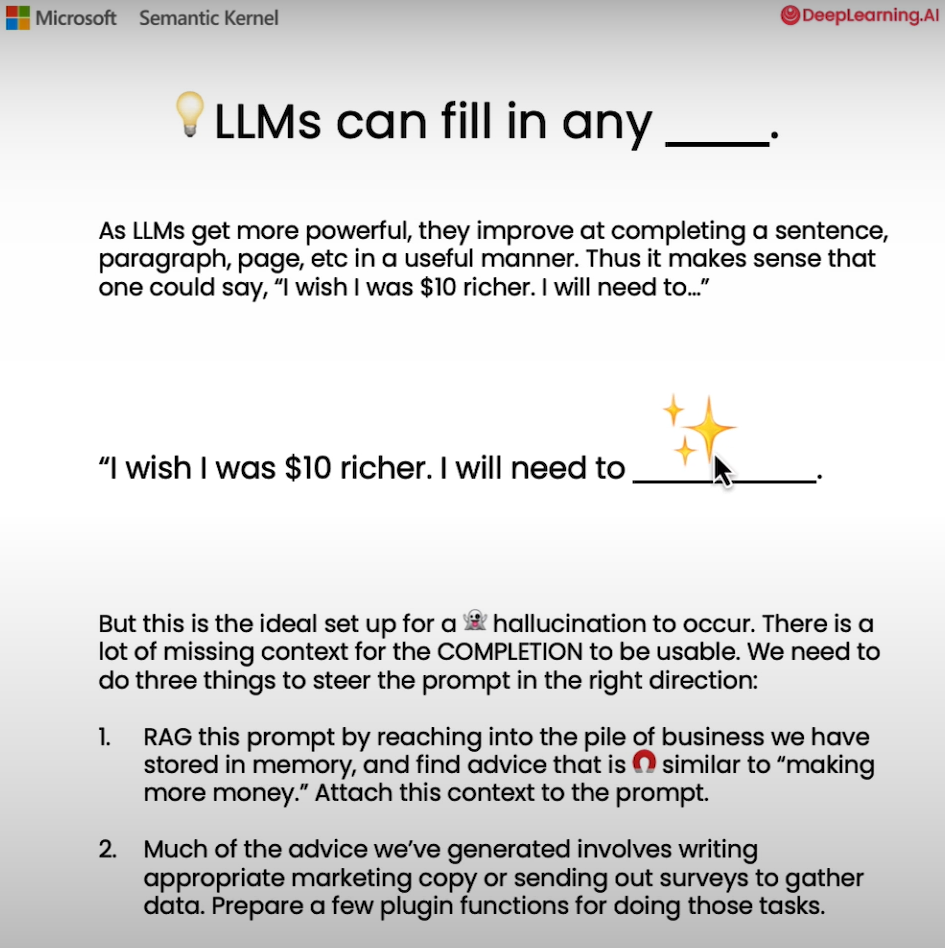 Microsoft Semantic Kernel
DeepLearning.AI
💡LLMs can fill in any _____.
As LLMs get more powerful, they improve at completing a sentence,
paragraph, page, etc in a useful manner. Thus it makes sense that
one could say, “I wish I was $10 richer. I will need to…”
“I wish I was $10 richer. I will need to ___________.
But this is the ideal set up for a 👻 hallucination to occur. There is a
lot of missing context for the COMPLETION to be usable. We need to
do three things to steer the prompt in the right direction:
1. RAG this prompt by reaching into the pile of business we have
stored in memory, and find advice that is 🧲 similar to “making
more money.” Attach this context to the prompt.
2. Much of the advice we’ve generated involves writing
appropriate marketing copy or sending out surveys to gather
data. Prepare a few plugin functions for doing those tasks.